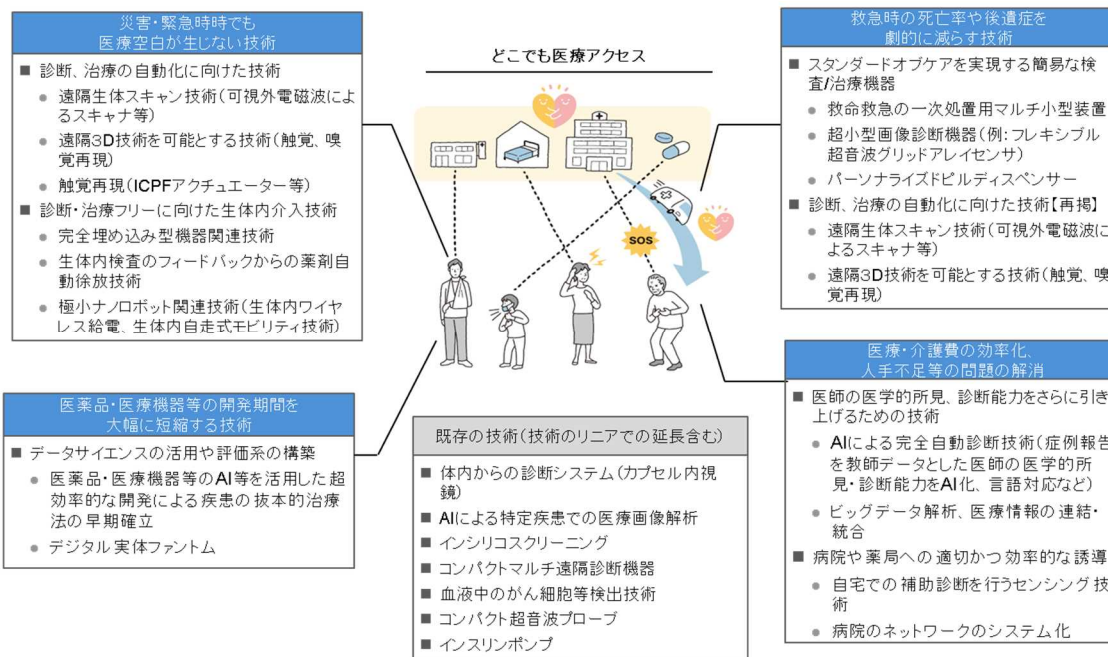 災害・緊急時時でも
医療空白が生じない技術
■ 診断、治療の自動化に向けた技術
● 遠隔生体スキャン技術(可視外電磁波によ
るスキャナ等)
● 遠隔3D技術を可能とする技術(触覚、嗅
覚再現)
● 触覚再現(ICPFアクチュエーター等)
■ 診断・治療フリーに向けた生体内介入技術
● 完全埋め込み型機器関連技術
● 生体内検査のフィードバックからの薬剤自
動徐放技術
● 極小ナノロボット関連技術(生体内ワイヤ
レス給電、生体内自走式モビリティ技術)
医薬品・医療機器等の開発期間を
大幅に短縮する技術
■ データサイエンスの活用や評価系の構築
● 医薬品・医療機器等のAI等を活用した超
効率的な開発による疾患の抜本的治療
法の早期確立
● デジタル実体ファントム
どこでも医療アクセス
SOS
既存の技術(技術のリニアでの延長含む)
■ 体内からの診断システム(カプセル内視
鏡)
■ AIによる特定疾患での医療画像解析
■ インシリコスクリーニング
■ コンパクトマルチ遠隔診断機器
■ 血液中のがん細胞等検出技術
■ コンパクト超音波プローブ
■ インスリンポンプ
救急時の死亡率や後遺症を
劇的に減らす技術
■ スタンダードオブケアを実現する簡易な検
査/治療機器
● 救命救急の一次処置用マルチ小型装置
● 超小型画像診断機器(例:フレキシブル
超音波グリッドアレイセンサ)
● パーソナライズドピルディスペンサー
■ 診断、治療の自動化に向けた技術【再掲】
● 遠隔生体スキャン技術(可視外電磁波に
よるスキャナ等)
● 遠隔3D技術を可能とする技術(触覚、嗅
覚再現)
医療・介護費の効率化、
人手不足等の問題の解消
■ 医師の医学的所見、診断能力をさらに引き
上げるための技術
● AIによる完全自動診断技術(症例報告
を教師データとした医師の医学的所
見・診断能力をAI化、言語対応など)
● ビッグデータ解析、医療情報の連結・
統合
■ 病院や薬局への適切かつ効率的な誘導
● 自宅での補助診断を行うセンシング技
術
● 病院のネットワークのシステム化